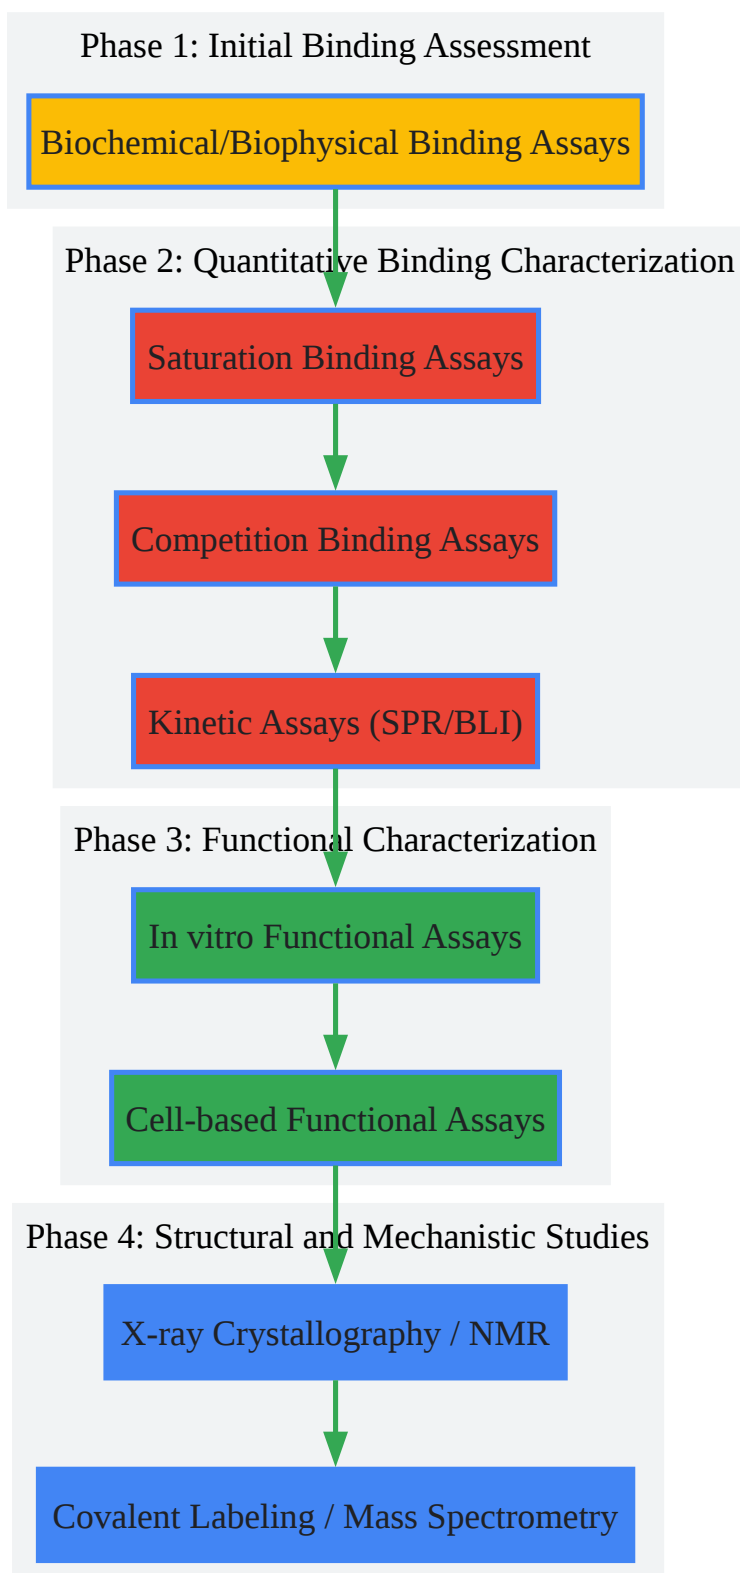 Phase 1: Initial Binding Assessment
Biochemical/Biophysical Binding Assays
Phase 2: Quantitative Binding Characterization
Saturation Binding Assays
Competition Binding Assays
Kinetic Assays (SPR/BLI)
Phase 3: Functional Characterization
In vitro Functional Assays
Cell-based Functional Assays
Phase 4: Structural and Mechanistic Studies
X-ray Crystallography / NMR
Covalent Labeling / Mass Spectrometry